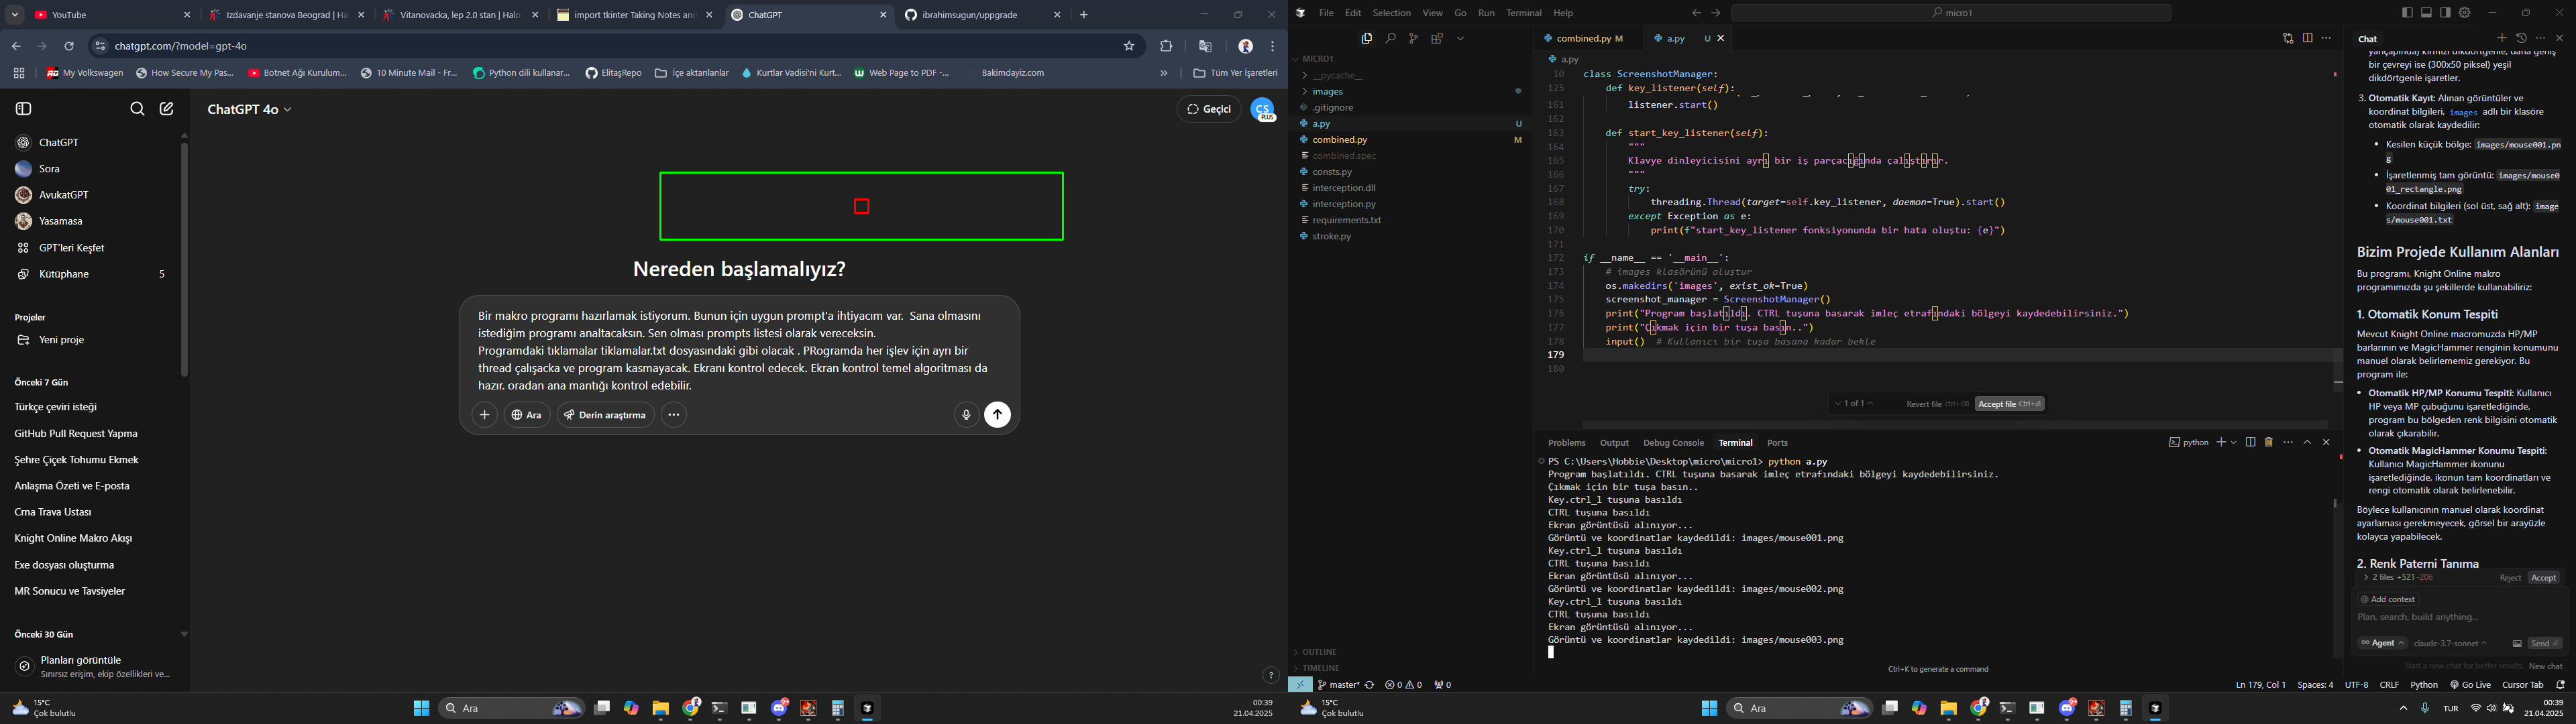 YouTube
Izdavanje stanova Beograd | Ha
Vitanovacka, lep 2.0 stan | Halo
import tkinter Taking Notes and
ChatGPT
ibrahimsugun/uppgrade
chatgpt.com/?model=gpt-4o
My Volkswagen
How Secure My Pas...
Botnet Ağı Kurulum...
10 Minute Mail - Fr...
Python dili kullanar...
ElitaşRepo
İçe aktarılanlar
Kurtlar Vadisi'ni Kurt...
Web Page to PDF -...
Bakimdayiz.com
Tüm Yer İşaretleri
ChatGPT
Sora
AvukatGPT
Yasamasa
GPT'leri Keşfet
Kütüphane 5
Projeler
Yeni proje
Önceki 7 Gün
Türkçe çeviri isteği
GitHub Pull Request Yapma
Şehre Çiçek Tohumu Ekmek
Anlaşma Özeti ve E-posta
Crna Trava Ustası
Knight Online Makro Akışı
Exe dosyası oluşturma
MR Sonucu ve Tavsiyeler
Önceki 30 Gün
Planları görüntüle
Sınırsız erişim, ekip özellikleri ve...
ChatGPT 4o
Geçici
CS
PLUS
Nereden başlamalıyız?
Bir makro programı hazırlamak istiyorum. Bunun için uygun prompt'a ihtiyacım var. Sana olmasını
istediğim programı analtacaksın. Sen olması prompts listesi olarak vereceksin.
Programdaki tıklamalar tiklamalar.txt dosyasındaki gibi olacak . PRogramda her işlev için ayrı bir
thread çalışacka ve program kasmayacak. Ekranı kontrol edecek. Ekran kontrol temel algoritması da
hazır. oradan ana mantığı kontrol edebilir.
Ara
Derin araştırma
?
15°C
Çok bulutlu
Ara
00:39
21.04.2025
File Edit Selection View Go Run Terminal Help
micro1
MICRO1
__pycache__
images
.gitignore
a.py U
combined.py M
combined.spec
consts.py
interception.dll
interception.py
requirements.txt
stroke.py
OUTLINE
TIMELINE
combined.py M
a.py U
a.py
10 class ScreenshotManager:
125 def key_listener(self):
161 listener.start()
162
163 def start_key_listener(self):
164 """
165 Klavye dinleyicisini ayrı bir iş parçacığında çalıştırır.
166 """
167 try:
168 threading.Thread(target=self.key_listener, daemon=True).start()
169 except Exception as e:
170 print(f"start_key_listener fonksiyonunda bir hata oluştu: {e}")
171
172 if __name__ == '__main__':
173 # images klasörünü oluştur
174 os.makedirs('images', exist_ok=True)
175 screenshot_manager = ScreenshotManager()
176 print("Program başlatıldı. CTRL tuşuna basarak imleç etrafındaki bölgeyi kaydedebilirsiniz.")
177 print("Çıkmak için bir tuşa basın..")
178 input() # Kullanıcı bir tuşa basana kadar bekle
179
180
1 of 1
Revert file ctrl+⌫
Accept file Ctrl+⏎
Problems Output Debug Console Terminal Ports
python
PS C:\Users\Hobbie\Desktop\micro\micro1> python a.py
Program başlatıldı. CTRL tuşuna basarak imleç etrafındaki bölgeyi kaydedebilirsiniz.
Çıkmak için bir tuşa basın..
Key.ctrl_l tuşuna basıldı
CTRL tuşuna basıldı
Ekran görüntüsü alınıyor...
Görüntü ve koordinatlar kaydedildi: images/mouse001.png
Key.ctrl_l tuşuna basıldı
CTRL tuşuna basıldı
Ekran görüntüsü alınıyor...
Görüntü ve koordinatlar kaydedildi: images/mouse002.png
Key.ctrl_l tuşuna basıldı
CTRL tuşuna basıldı
Ekran görüntüsü alınıyor...
Görüntü ve koordinatlar kaydedildi: images/mouse003.png
Ctrl+K to generate a command
Chat
yarıçapında) kırmızı dikdörtgenle, daha geniş
bir çevreyi ise (300x50 piksel) yeşil
dikdörtgenle işaretler.
3. Otomatik Kayıt: Alınan görüntüler ve
koordinat bilgileri, images adlı bir klasöre
otomatik olarak kaydedilir:
• Kesilen küçük bölge: images/mouse001.pn
g
• İşaretlenmiş tam görüntü: images/mouse0
01_rectangle.png
• Koordinat bilgileri (sol üst, sağ alt): image
s/mouse001.txt
Bizim Projede Kullanım Alanları
Bu programı, Knight Online makro
programımızda şu şekillerde kullanabiliriz:
1. Otomatik Konum Tespiti
Mevcut Knight Online macromuzda HP/MP
barlarının ve MagicHammer renginin konumunu
manuel olarak belirlememiz gerekiyor. Bu
program ile:
• Otomatik HP/MP Konumu Tespiti: Kullanıcı
HP veya MP çubuğunu işaretlediğinde,
program bu bölgeden renk bilgisini otomatik
olarak çıkarabilir.
• Otomatik MagicHammer Konumu Tespiti:
Kullanıcı MagicHammer ikonunu
işaretlediğinde, ikonun tam koordinatları ve
rengi otomatik olarak belirlenebilir.
Böylece kullanıcının manuel olarak koordinat
ayarlaması gerekmeyecek, görsel bir arayüzle
kolayca yapabilecek.
2. Renk Paterni Tanıma
2 files +521 -206
Reject Accept
Add context
Plan, search, build anything...
Agent
claude-3.7-sonnet
Send
Start a new chat for better results. New chat
master*
0 0
0
Ln 179, Col 1 Spaces: 4 UTF-8 CRLF Python Go Live Cursor Tab
15°C
Çok bulutlu
Ara
TUR
00:39
21.04.2025